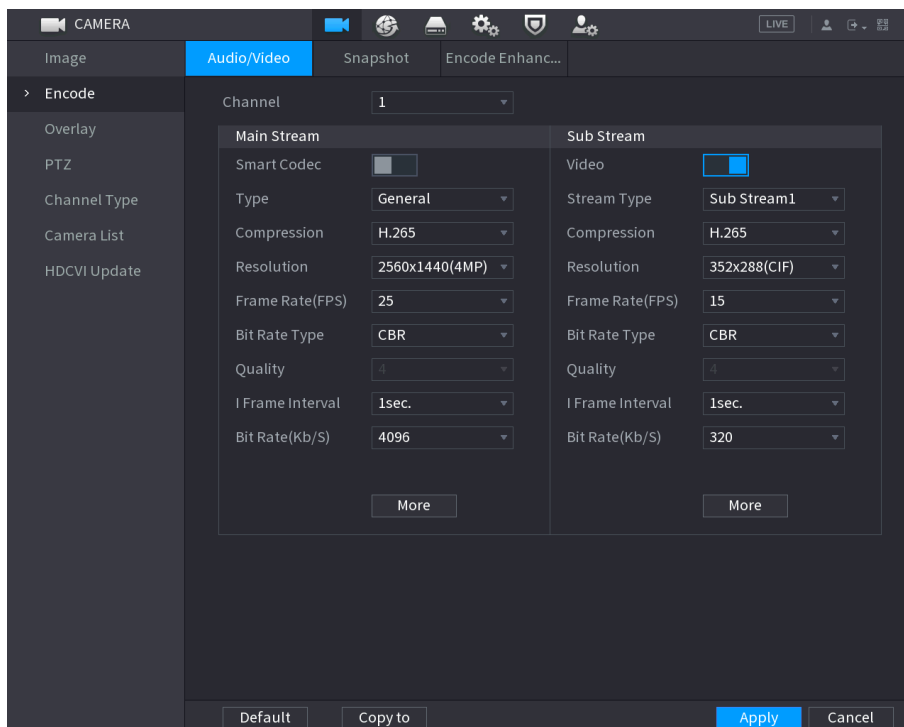 CAMERA
LIVE
Image
Audio/Video Snapshot Encode Enhanc...
> Encode
Channel 1
Overlay
Main Stream Sub Stream
PTZ
Smart Codec Video
Channel Type
Type General Stream Type Sub Stream1
Camera List
Compression H.265 Compression H.265
HDCVI Update
Resolution 2560x1440(4MP) Resolution 352x288(CIF)
Frame Rate(FPS) 25 Frame Rate(FPS) 15
Bit Rate Type CBR Bit Rate Type CBR
Quality 4 Quality 4
I Frame Interval 1sec. I Frame Interval 1sec.
Bit Rate(Kb/S) 4096 Bit Rate(Kb/S) 320
More More
Default Copy to Apply Cancel